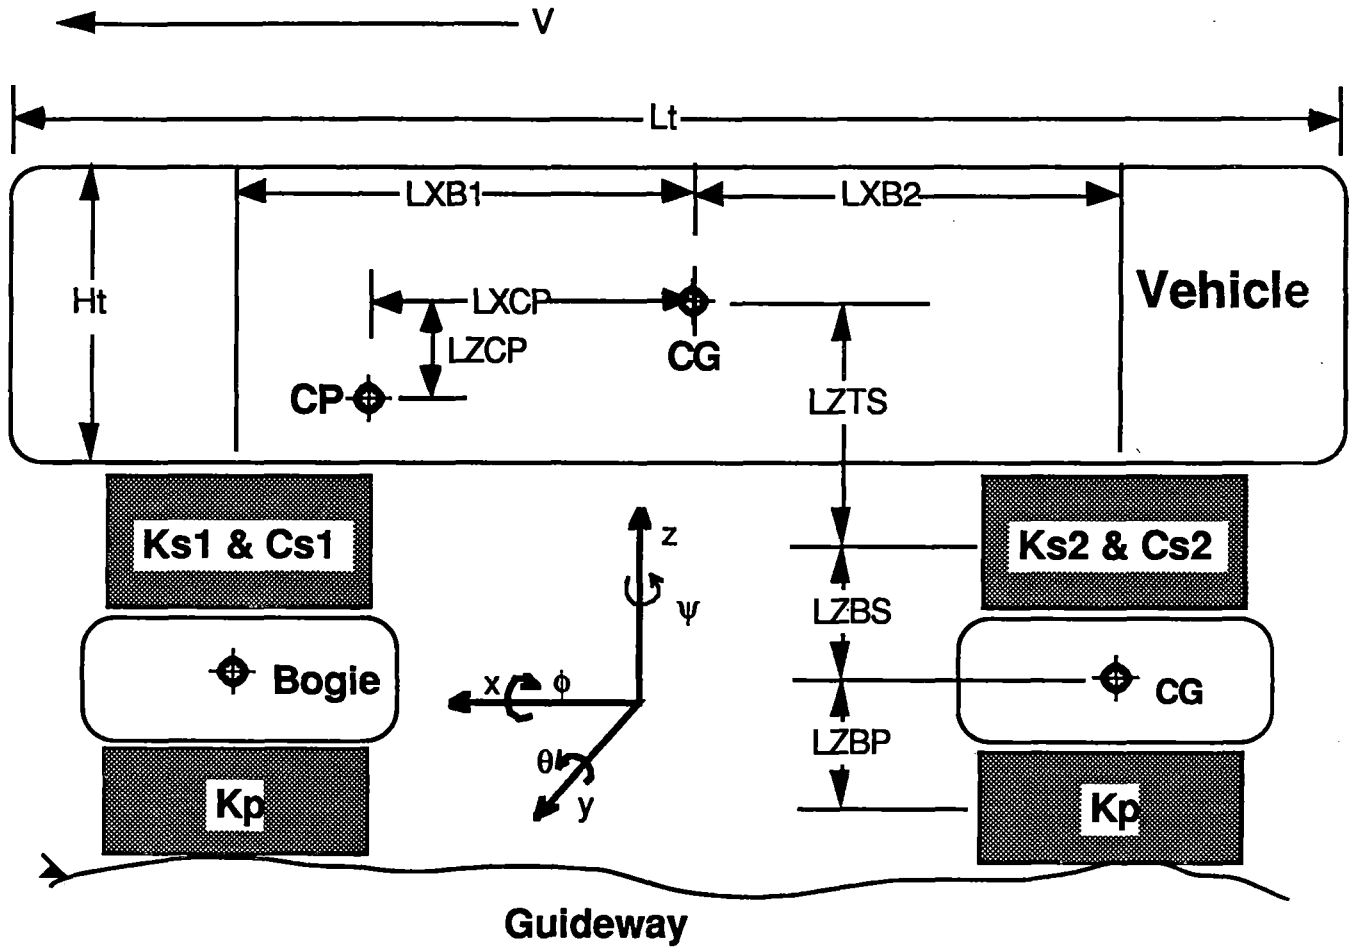 V
Lt
LXB1
LXB2
Vehicle
Ht
LXCP
LZCP
CG
CP
LZTS
Ks1 & Cs1
Ks2 & Cs2
z
ψ
LZBS
Bogie
x
ϕ
CG
θ
y
LZBP
Kp
Kp
Guideway